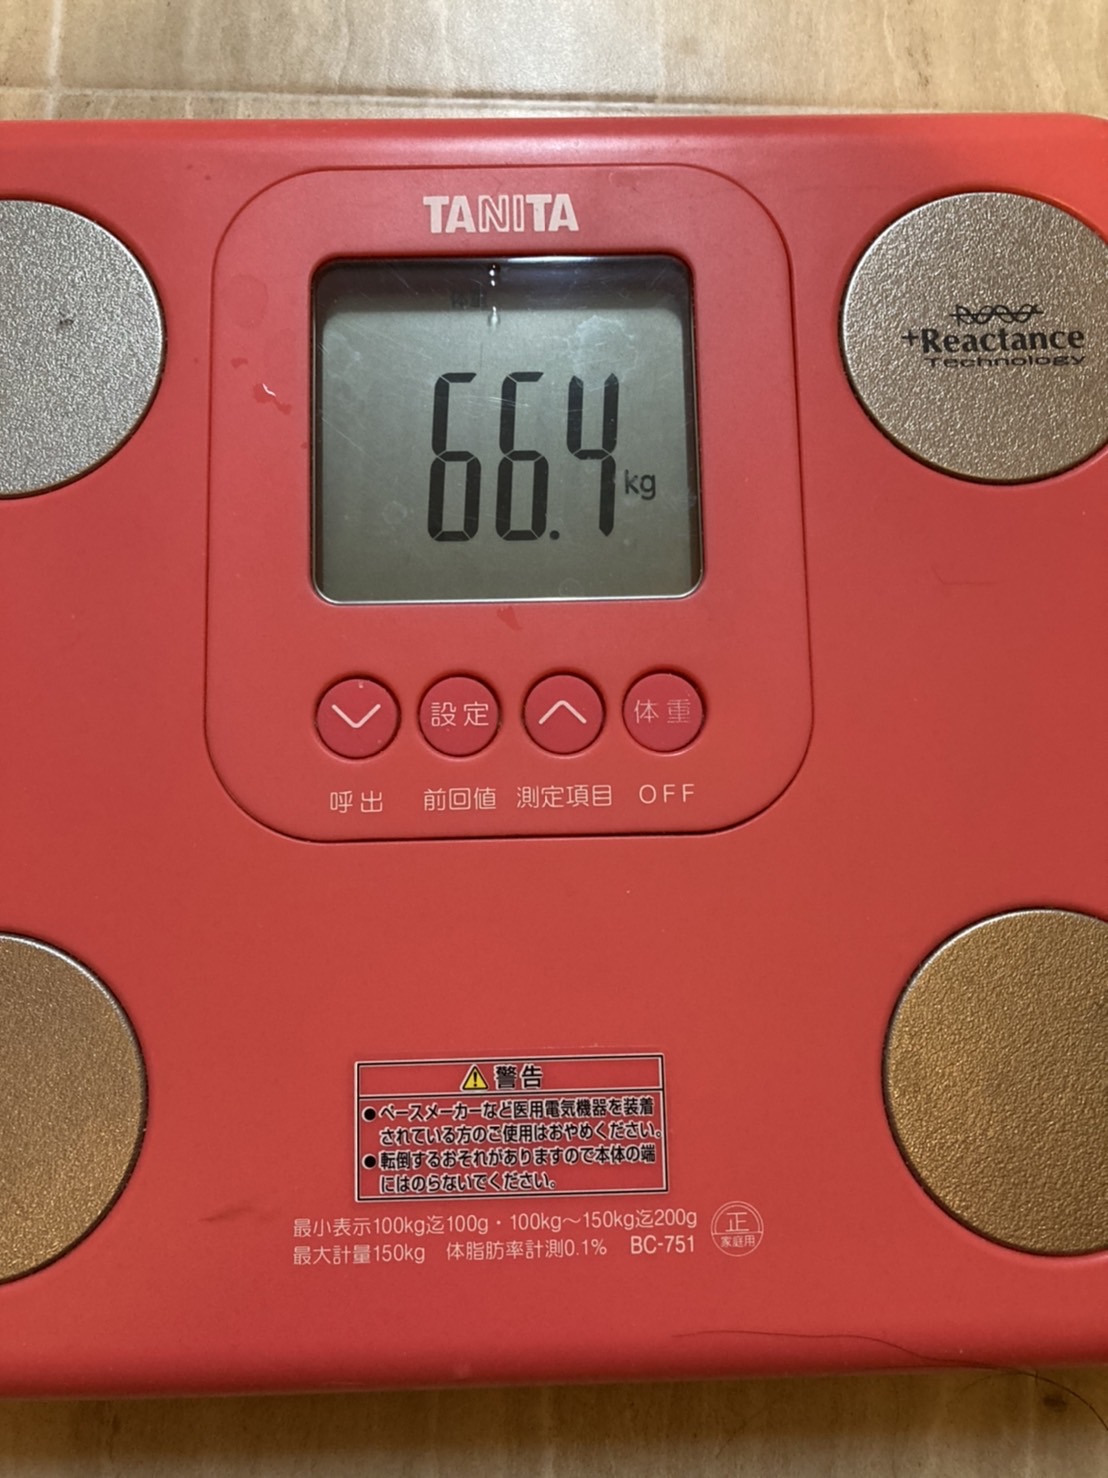 TANITA
66.4kg
+Reactance
Technology
設定 体重
呼出 前回値 測定項目 OFF
警告
●ペースメーカーなど医用電気機器を装着
されている方のご使用はおやめください。
●転倒するおそれがありますので本体の端
にはのらないでください。
最小表示100kg迄100g・100kg～150kg迄200g
最大計量150kg 体脂肪率計測0.1% BC-751
正
家庭用